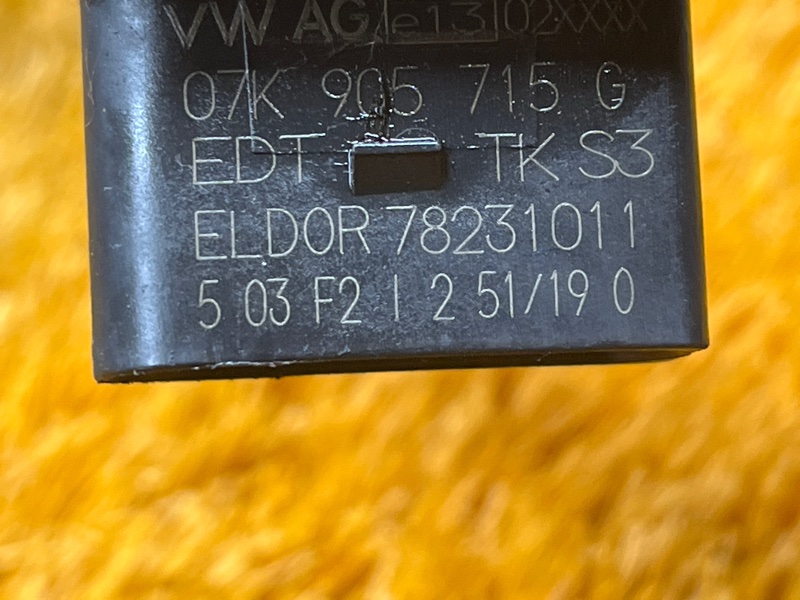 VW AG e13 02XXXX
07K 905 715 G
EDT TK S3
ELDOR 78231011
5 03 F2 I 2 51/19 0